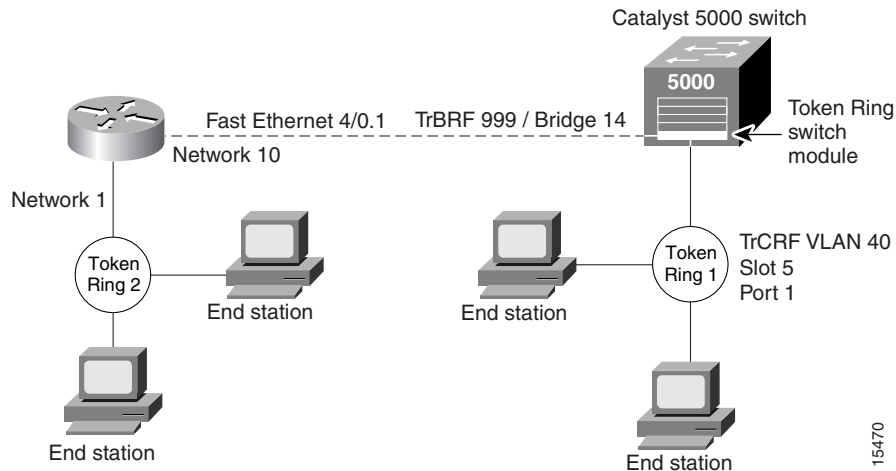 Catalyst 5000 switch
5000
Fast Ethernet 4/0.1
TrBRF 999 / Bridge 14
Token Ring
switch
module
Network 10
Network 1
Token
Ring 2
End station
End station
Token
Ring 1
TrCRF VLAN 40
Slot 5
Port 1
End station
End station
15470